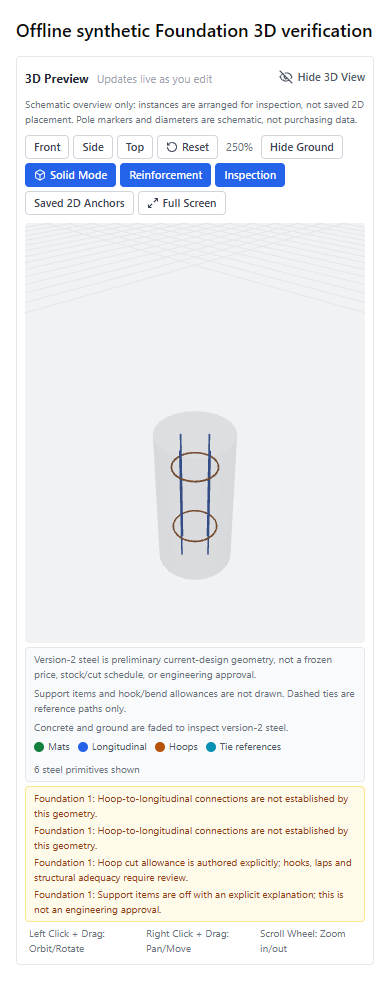 Offline synthetic Foundation 3D verification
3D Preview Updates live as you edit
Hide 3D View
Schematic overview only: instances are arranged for inspection, not saved 2D
placement. Pole markers and diameters are schematic, not purchasing data.
Front Side Top Reset 250% Hide Ground
Solid Mode Reinforcement Inspection
Saved 2D Anchors Full Screen
Version-2 steel is preliminary current-design geometry, not a frozen
price, stock/cut schedule, or engineering approval.
Support items and hook/bend allowances are not drawn. Dashed ties are
reference paths only.
Concrete and ground are faded to inspect version-2 steel.
Mats Longitudinal Hoops Tie references
6 steel primitives shown
Foundation 1: Hoop-to-longitudinal connections are not established by
this geometry.
Foundation 1: Hoop-to-longitudinal connections are not established by
this geometry.
Foundation 1: Hoop cut allowance is authored explicitly; hooks, laps and
structural adequacy require review.
Foundation 1: Support items are off with an explicit explanation; this is
not an engineering approval.
Left Click + Drag:
Orbit/Rotate
Right Click + Drag:
Pan/Move
Scroll Wheel: Zoom
in/out